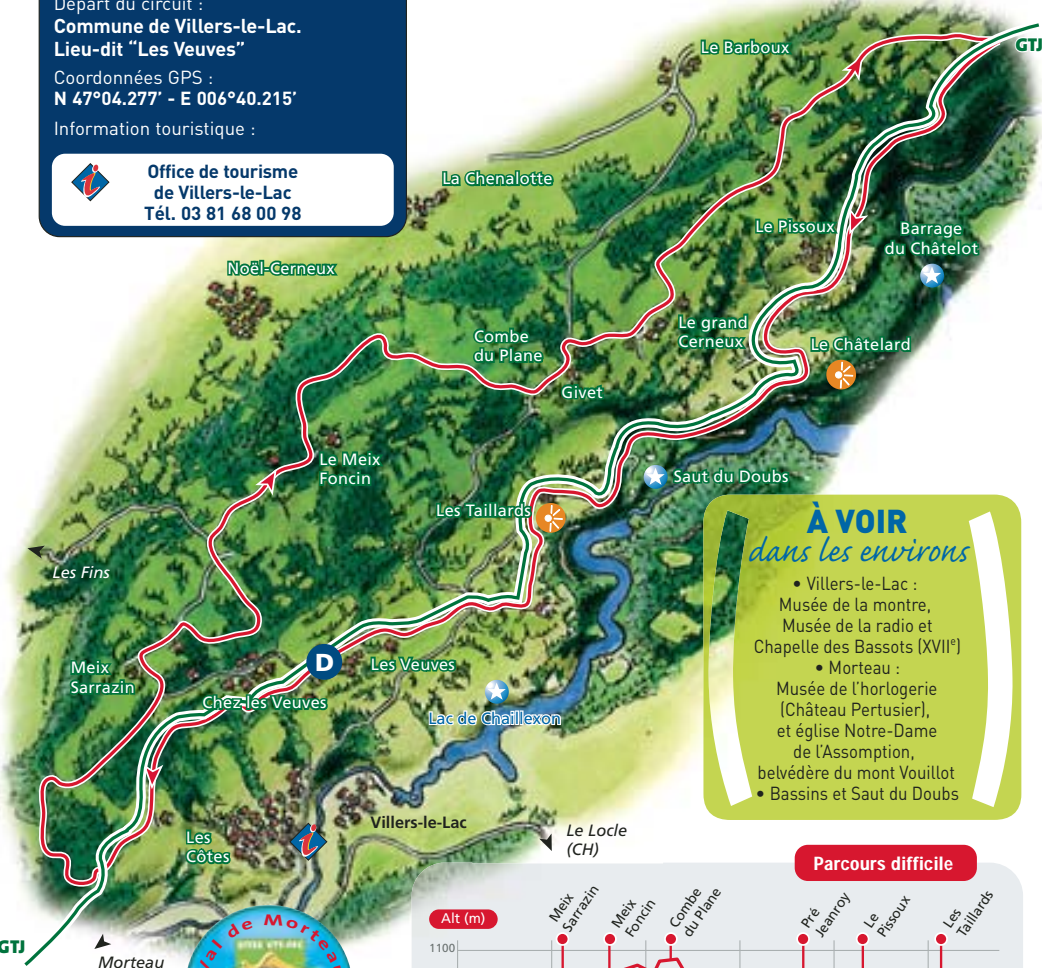 Départ du circuit :
Commune de Villers-le-Lac.
Lieu-dit “Les Veuves”
Coordonnées GPS :
N 47°04.277’ - E 006°40.215’
Information touristique :
Office de tourisme
de Villers-le-Lac
Tél. 03 81 68 00 98
GTJ
Le Barboux
La Chenalotte
Le Pissoux
Barrage
du Châtelot
Noël-Cerneux
Combe
du Plane
Le grand
Cerneux
Le Châtelard
Givet
Le Meix
Foncin
Saut du Doubs
Les Taillards
Les Fins
Meix
Sarrazin
D
Les Veuves
Chez les Veuves
Lac de Chaillexon
Les
Côtes
Villers-le-Lac
Le Locle
(CH)
GTJ
Morteau
À VOIR
dans les environs
• Villers-le-Lac :
Musée de la montre,
Musée de la radio et
Chapelle des Bassots (XVIIe)
• Morteau :
Musée de l’horlogerie
(Château Pertusier),
et église Notre-Dame
de l’Assomption,
belvédère du mont Vouillot
• Bassins et Saut du Doubs
Parcours difficile
Alt (m)
Meix
Sarrazin
Meix
Foncin
Combe
du Plane
Pré
Jeanroy
Le
Pissoux
Les
Taillards
1100
al de Morteau